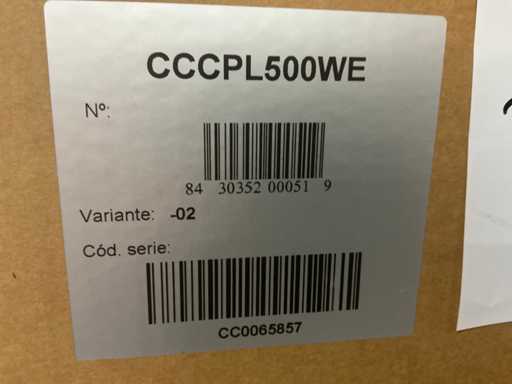 CCCPL500WE
Nº:
84 30352 00051 9
Variante: -02
Cód. serie:
CC0065857